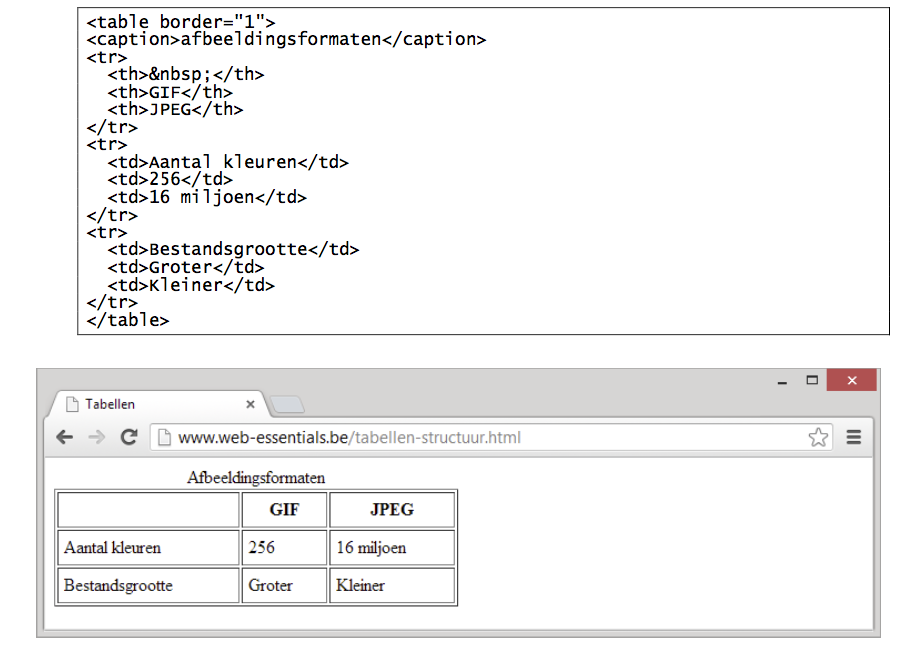 <table border="1">
<caption>afbeeldingsformaten</caption>
<tr>
  <th>&nbsp;</th>
  <th>GIF</th>
  <th>JPEG</th>
</tr>
<tr>
  <td>Aantal kleuren</td>
  <td>256</td>
  <td>16 miljoen</td>
</tr>
<tr>
  <td>Bestandsgrootte</td>
  <td>Groter</td>
  <td>Kleiner</td>
</tr>
</table>
Tabellen
www.web-essentials.be/tabellen-structuur.html
Afbeeldingsformaten
GIF JPEG
Aantal kleuren 256 16 miljoen
Bestandsgrootte Groter Kleiner